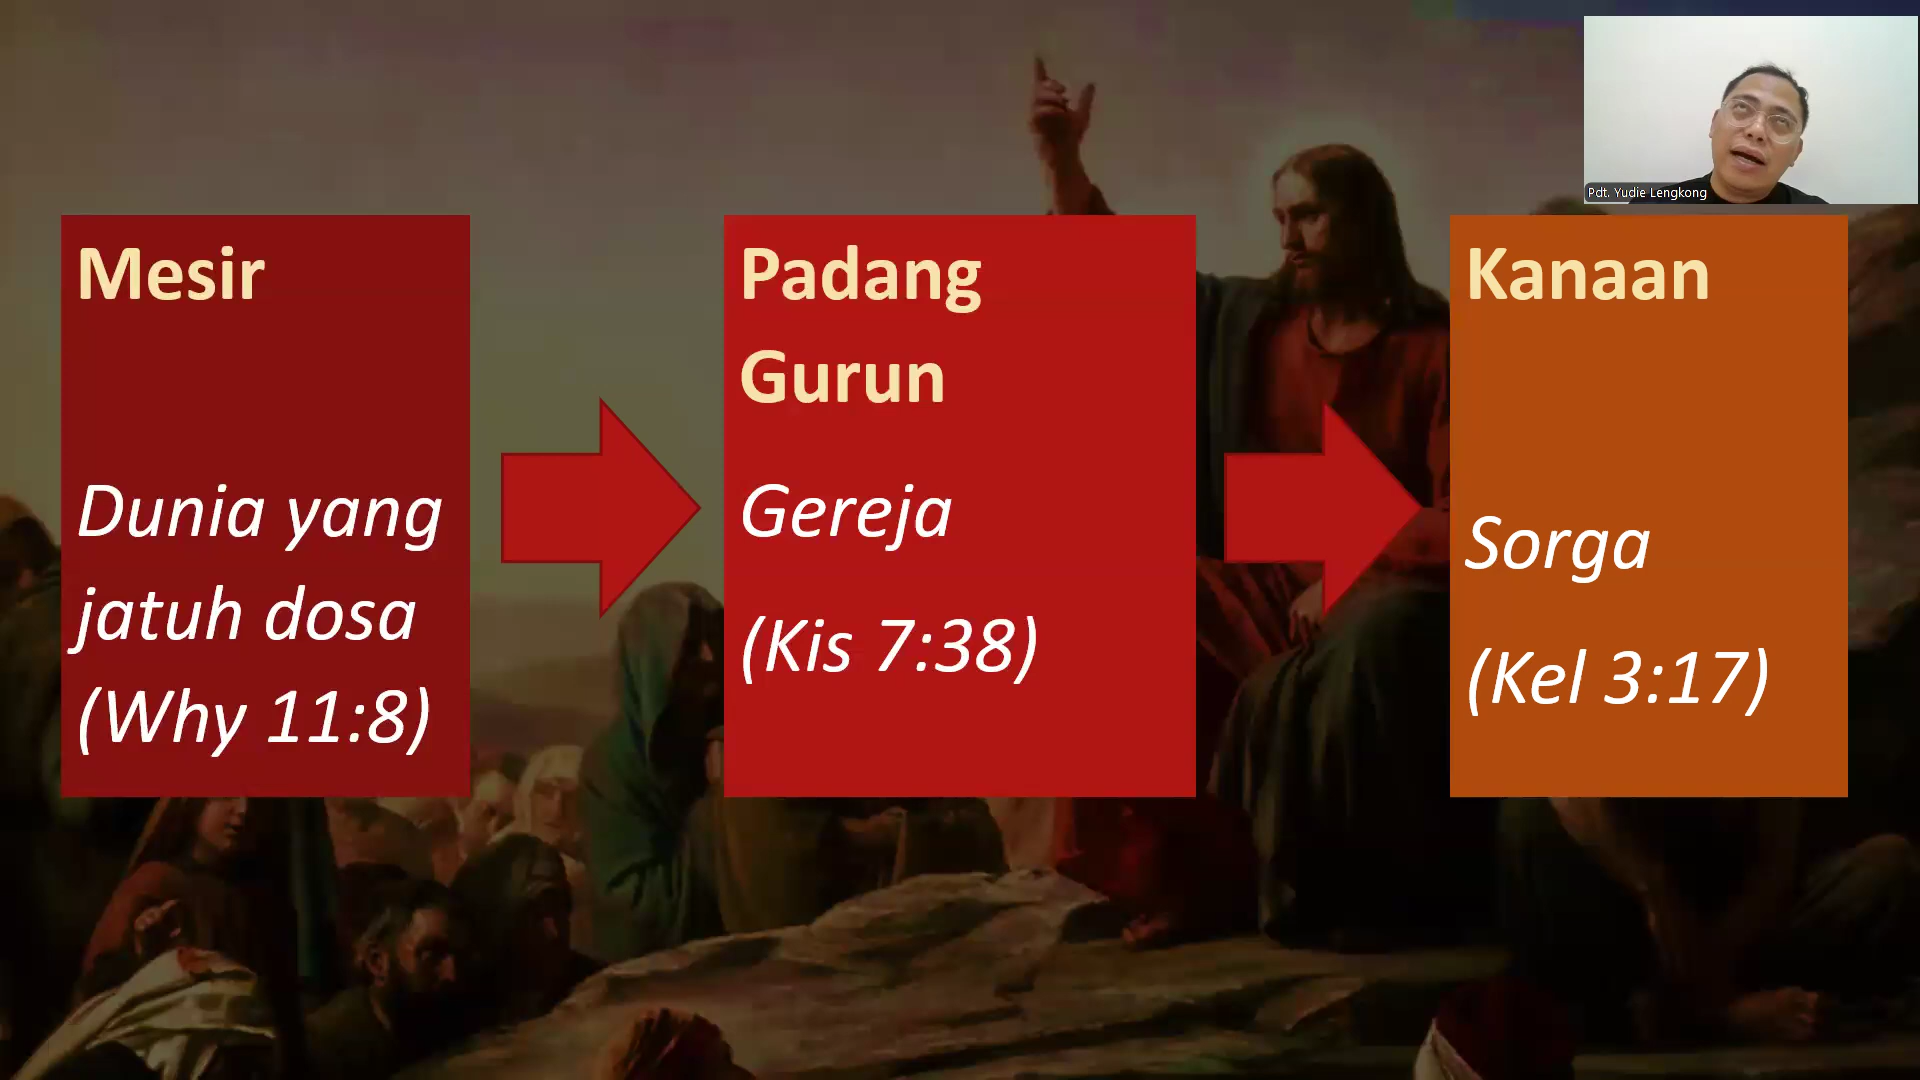 Pdt. Yudie Lengkong
Mesir
Dunia yang
jatuh dosa
(Why 11:8)
Padang
Gurun
Gereja
(Kis 7:38)
Kanaan
Sorga
(Kel 3:17)